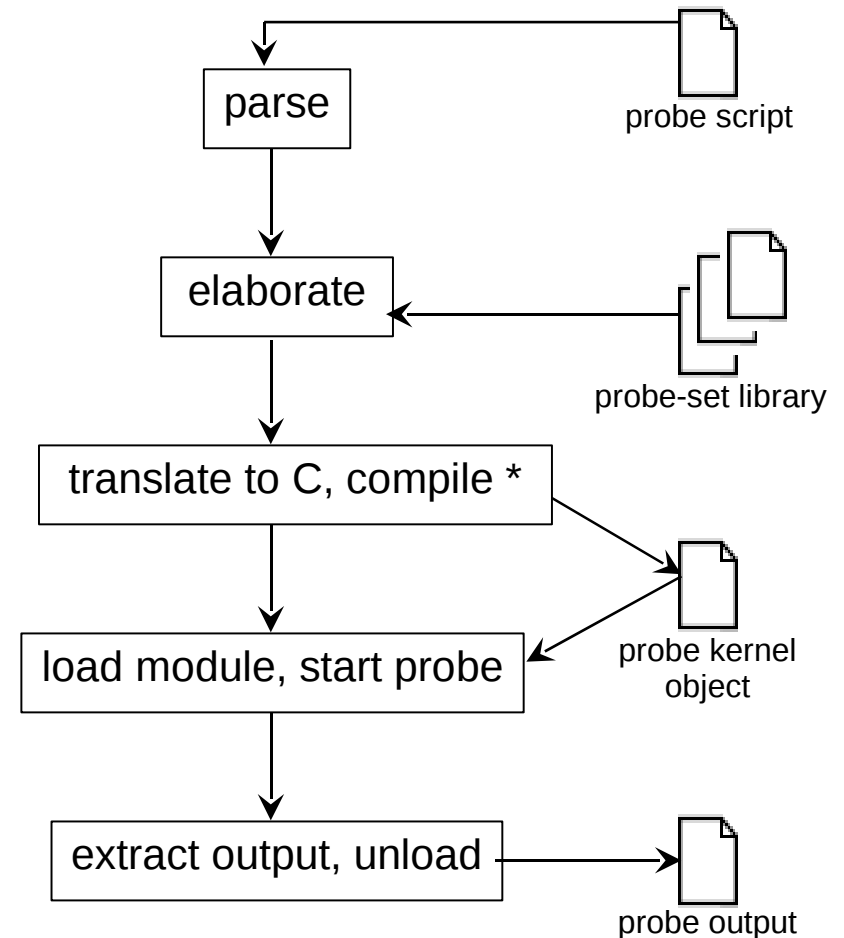 parse
probe script
elaborate
probe-set library
translate to C, compile *
probe kernel
object
load module, start probe
extract output, unload
probe output